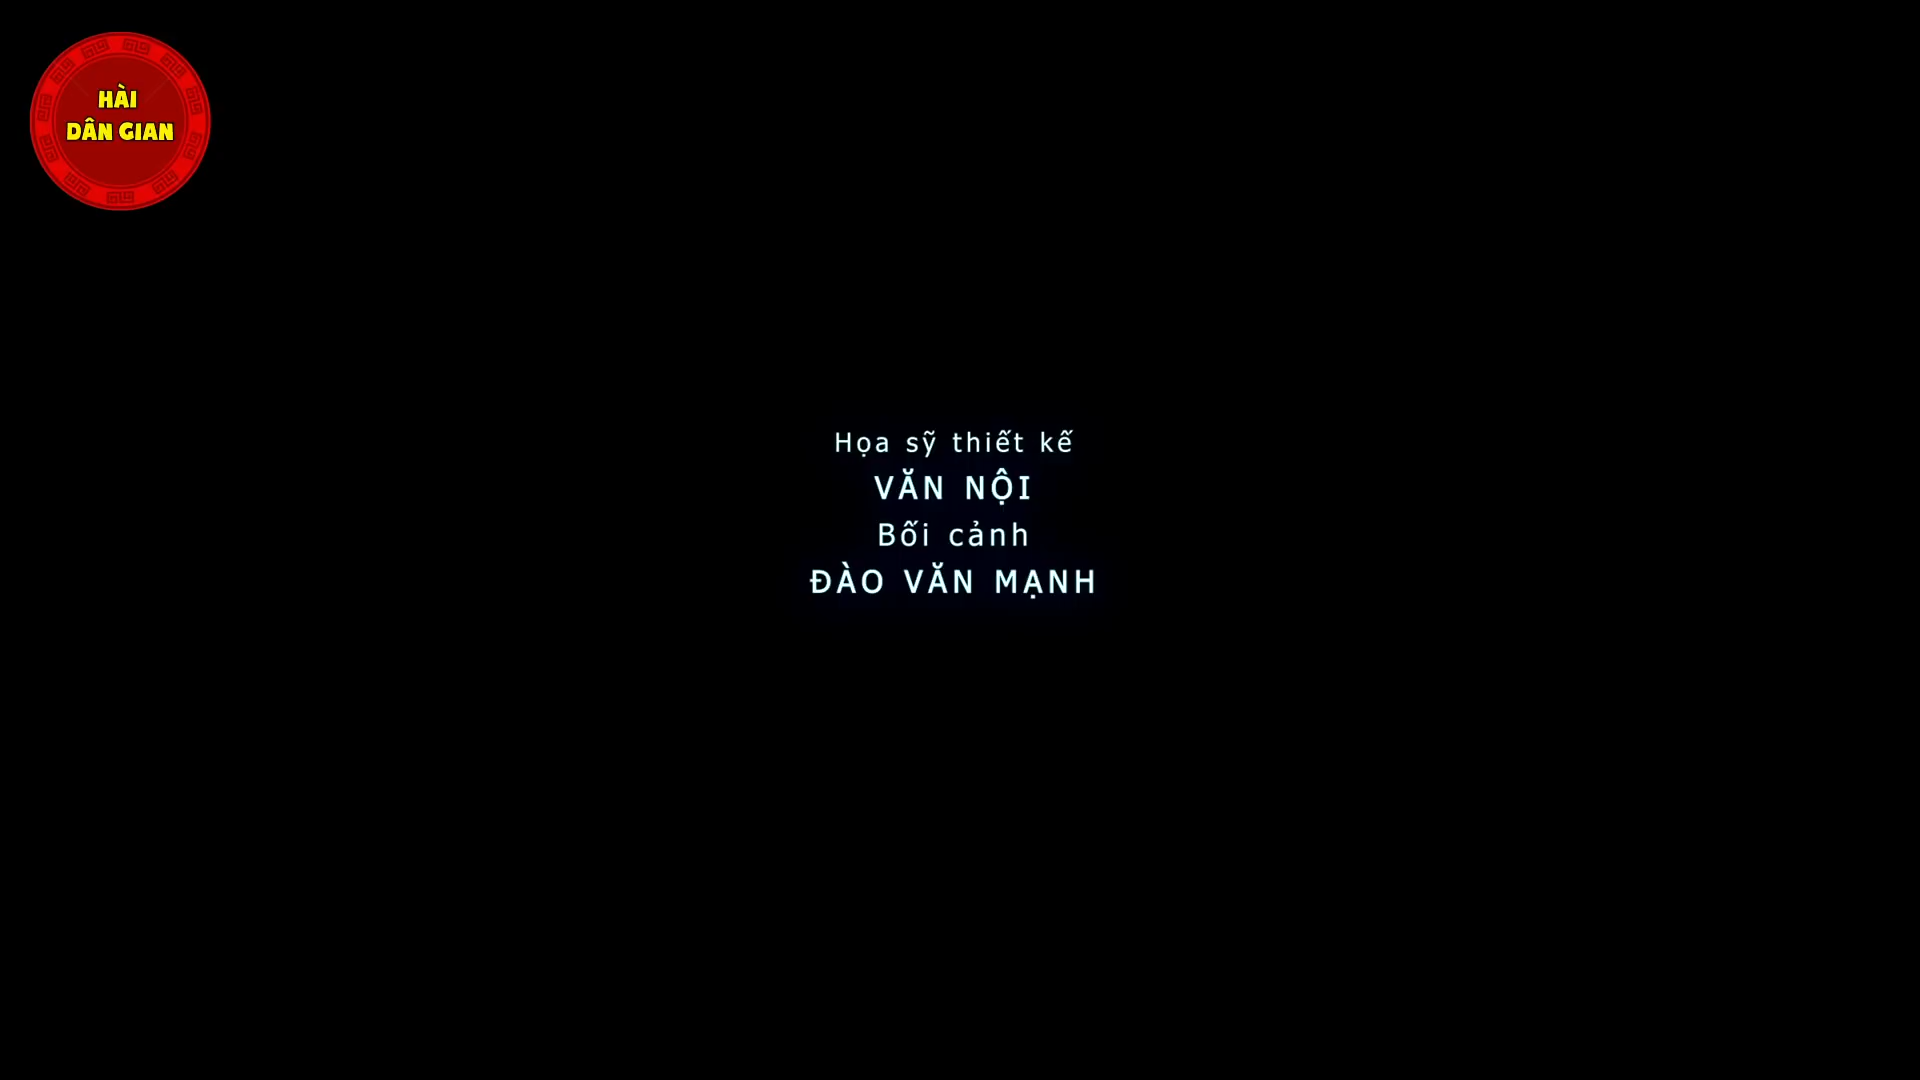 HÀI
DÂN GIAN
Họa sỹ thiết kế
VĂN NỘI
Bối cảnh
ĐÀO VĂN MẠNH